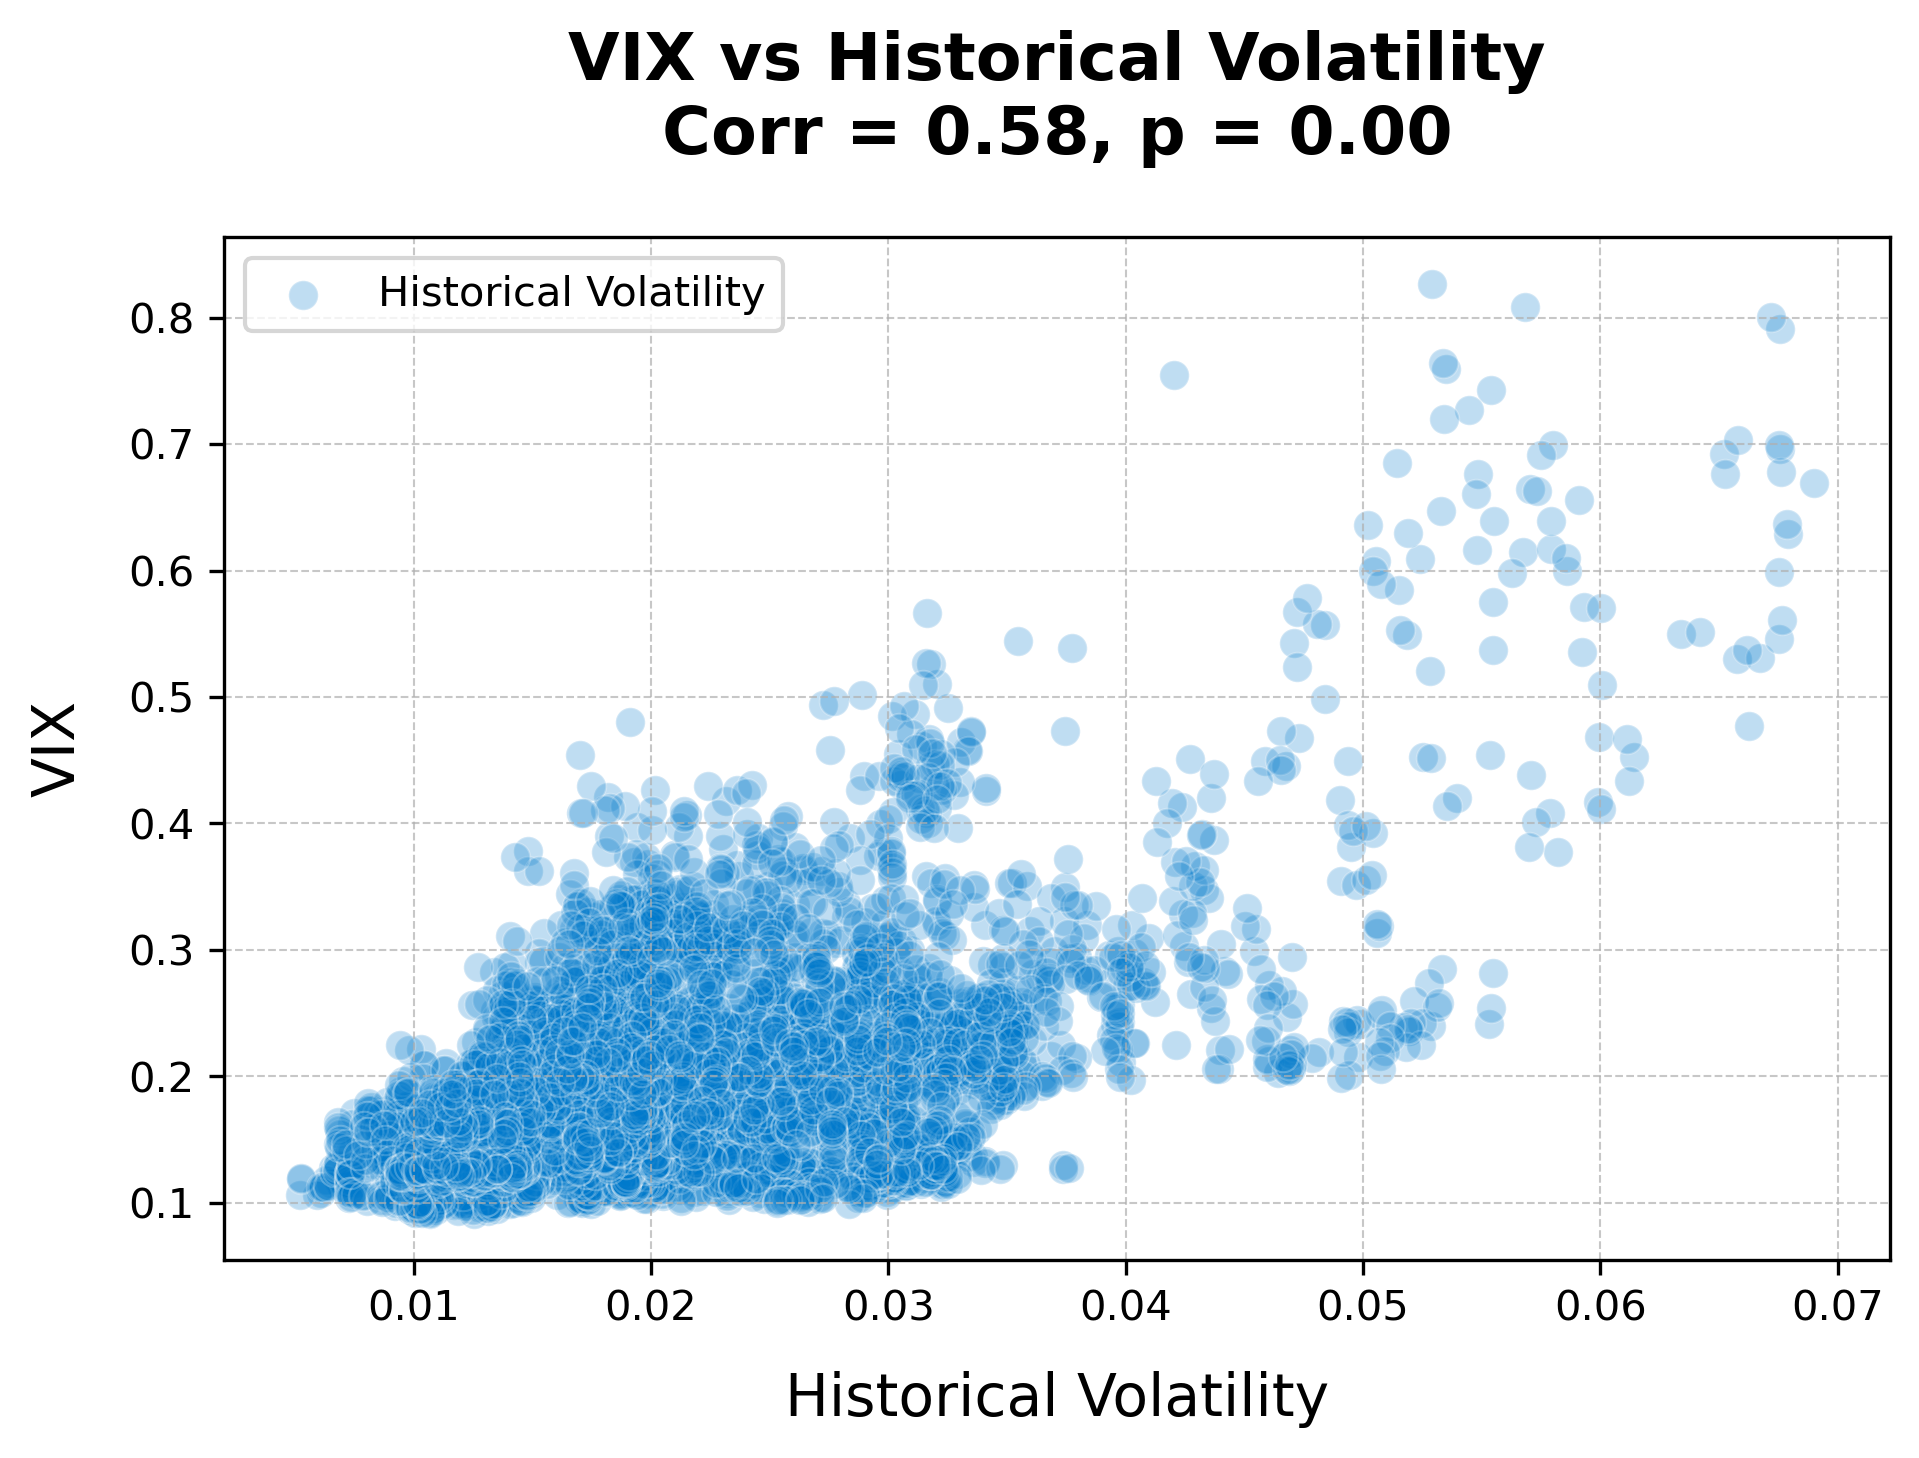 VIX vs Historical Volatility
Corr = 0.58, p = 0.00
Historical Volatility
0.8
0.7
0.6
0.5
0.4
0.3
0.2
0.1
VIX
0.01 0.02 0.03 0.04 0.05 0.06 0.07
Historical Volatility